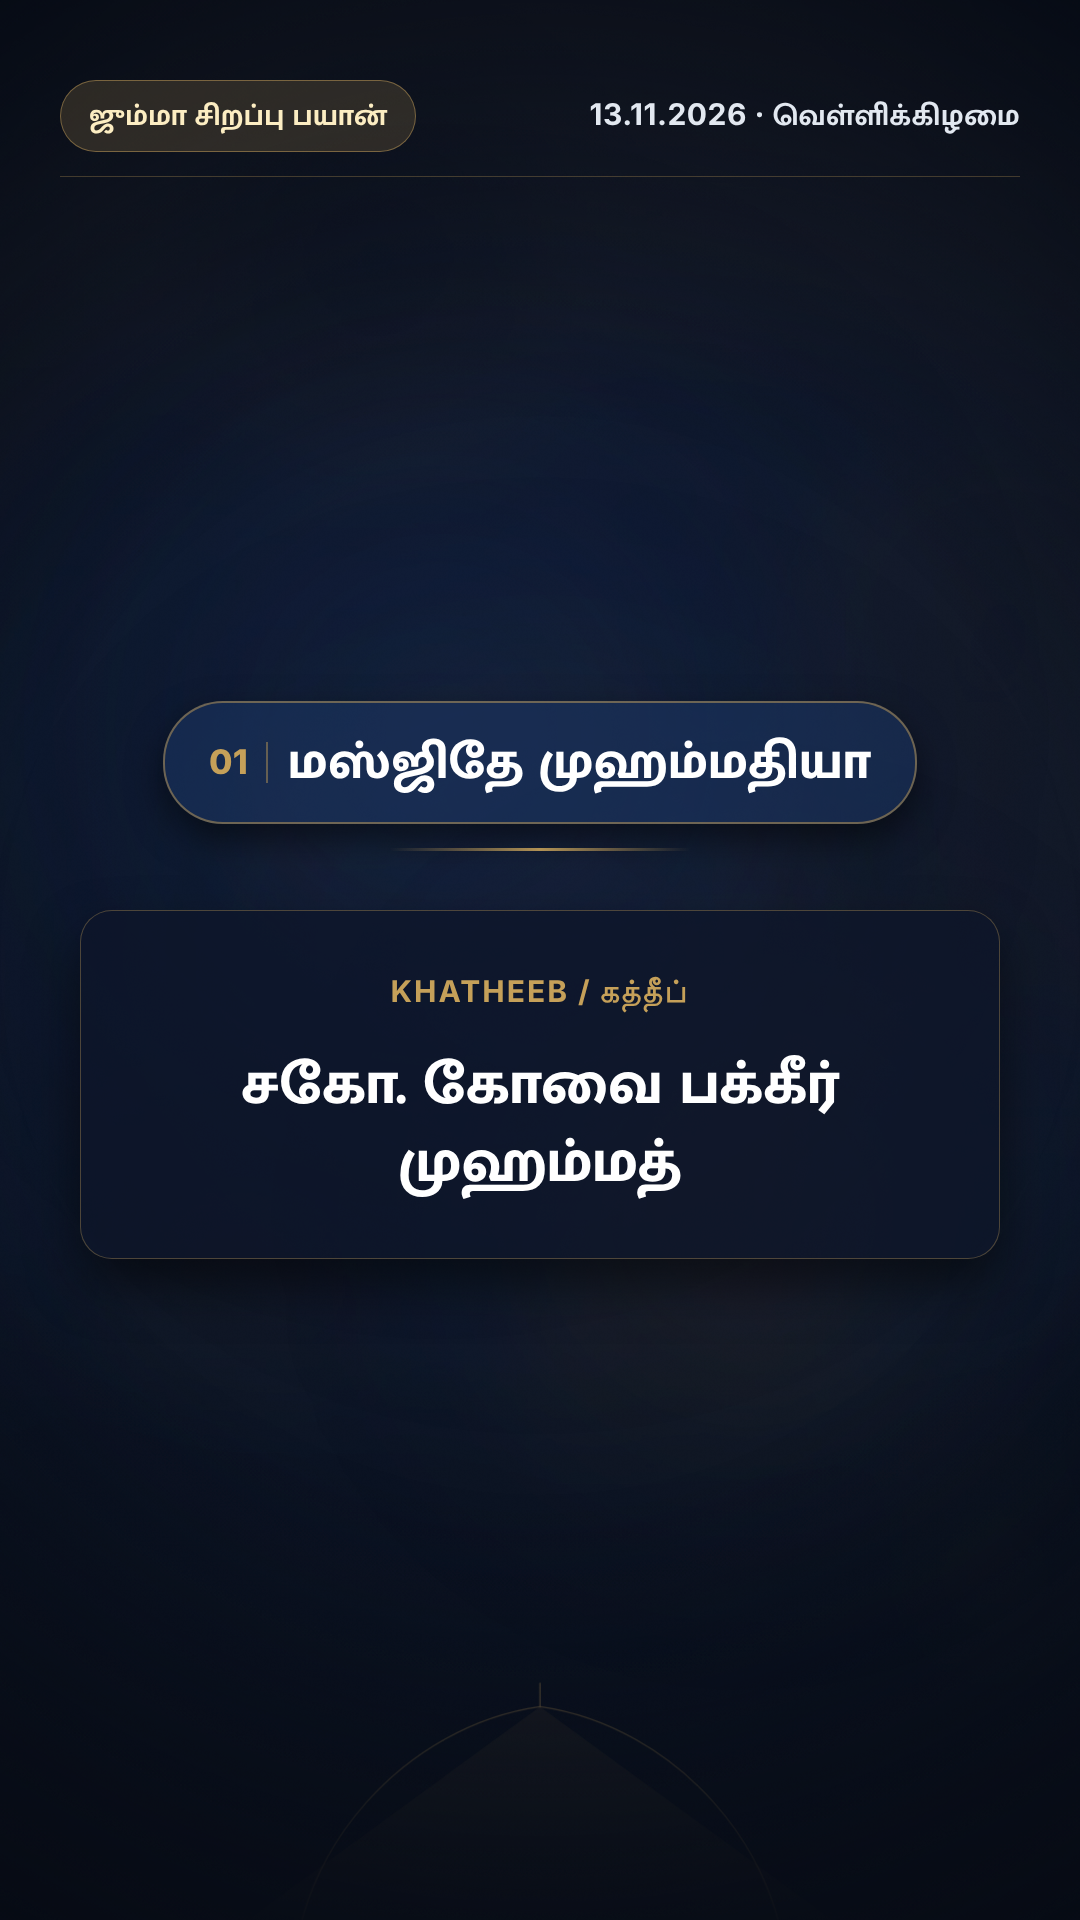 ஜும்மா சிறப்பு பயான்
13.11.2026 · வெள்ளிக்கிழமை
01 மஸ்ஜிதே முஹம்மதியா
KHATHEEB / கத்தீப்
சகோ. கோவை பக்கீர்
முஹம்மத்